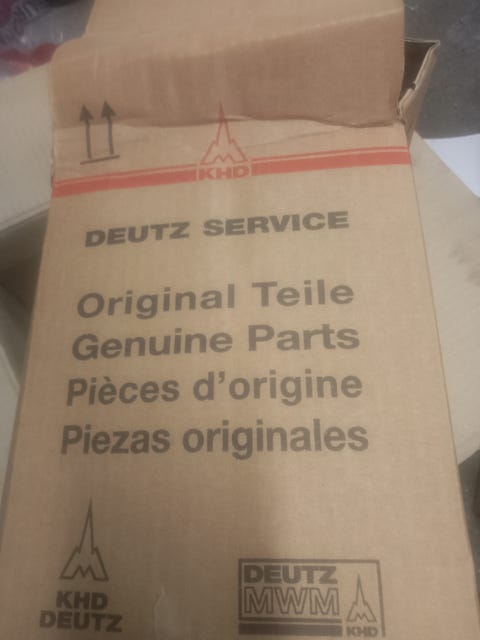 KHD
DEUTZ SERVICE
Original Teile
Genuine Parts
Pièces d'origine
Piezas originales
KHD
DEUTZ
DEUTZ
MWM
KHD